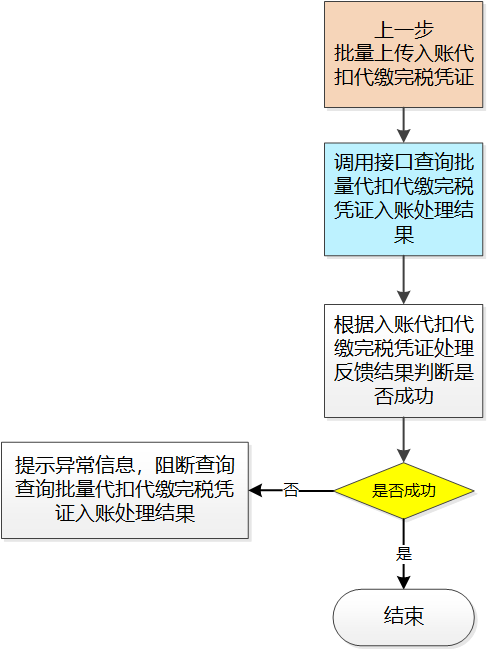 上一步
批量上传入账代
扣代缴完税凭证
调用接口查询批
量代扣代缴完税
凭证入账处理结
果
根据入账代扣代
缴完税凭证处理
反馈结果判断是
否成功
是否成功
否
提示异常信息，阻断查询
查询批量代扣代缴完税凭
证入账处理结果
是
结束